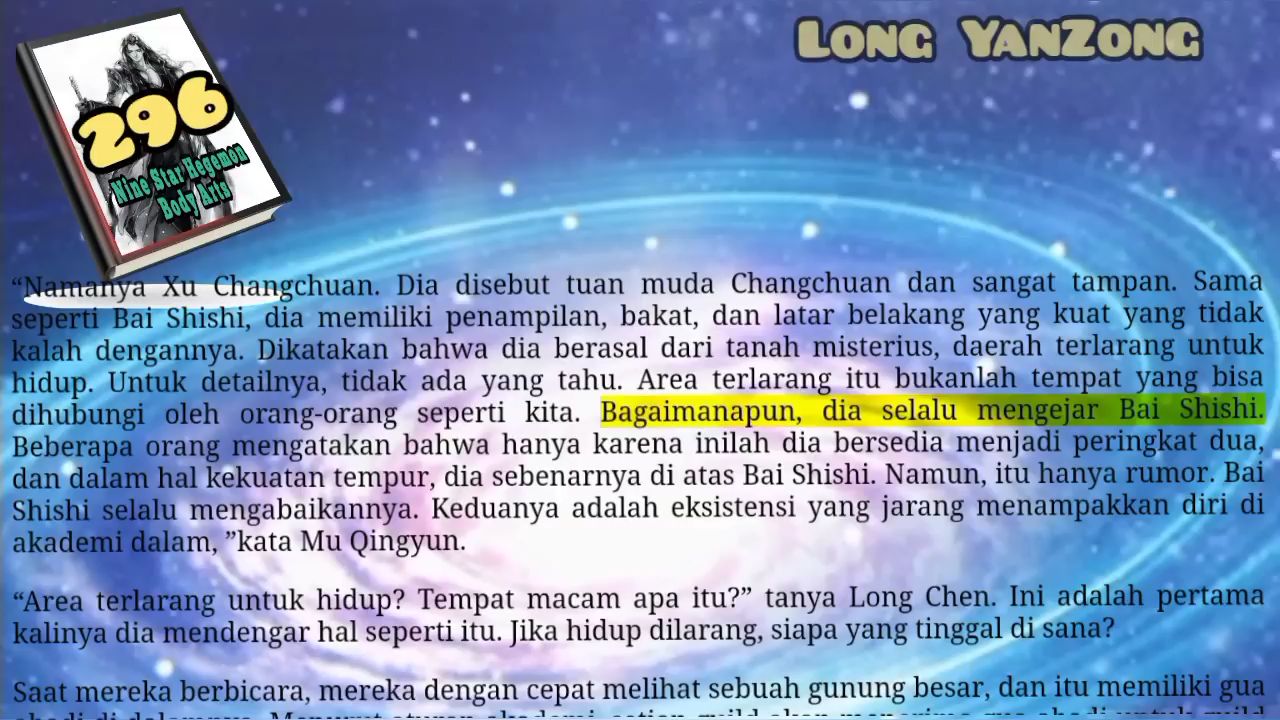 Long YanZong
296
Nine Star Hegemon
Body Arts
“Namanya Xu Changchuan. Dia disebut tuan muda Changchuan dan sangat tampan. Sama
seperti Bai Shishi, dia memiliki penampilan, bakat, dan latar belakang yang kuat yang tidak
kalah dengannya. Dikatakan bahwa dia berasal dari tanah misterius, daerah terlarang untuk
hidup. Untuk detailnya, tidak ada yang tahu. Area terlarang itu bukanlah tempat yang bisa
dihubungi oleh orang-orang seperti kita. Bagaimanapun, dia selalu mengejar Bai Shishi.
Beberapa orang mengatakan bahwa hanya karena inilah dia bersedia menjadi peringkat dua,
dan dalam hal kekuatan tempur, dia sebenarnya di atas Bai Shishi. Namun, itu hanya rumor. Bai
Shishi selalu mengabaikannya. Keduanya adalah eksistensi yang jarang menampakkan diri di
akademi dalam, ”kata Mu Qingyun.
“Area terlarang untuk hidup? Tempat macam apa itu?” tanya Long Chen. Ini adalah pertama
kalinya dia mendengar hal seperti itu. Jika hidup dilarang, siapa yang tinggal di sana?
Saat mereka berbicara, mereka dengan cepat melihat sebuah gunung besar, dan itu memiliki gua